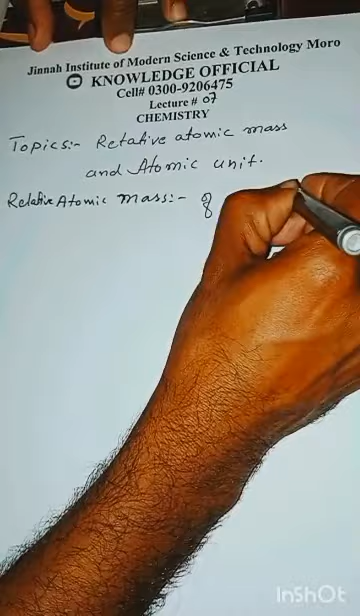 Jinnah Institute of Modern Science & Technology Moro
KNOWLEDGE OFFICIAL
Cell# 0300-9206475
Lecture # 07
CHEMISTRY
Topics:- Retative atomic mass
and Atomic unit.
Relative Atomic mass:-
InShOt